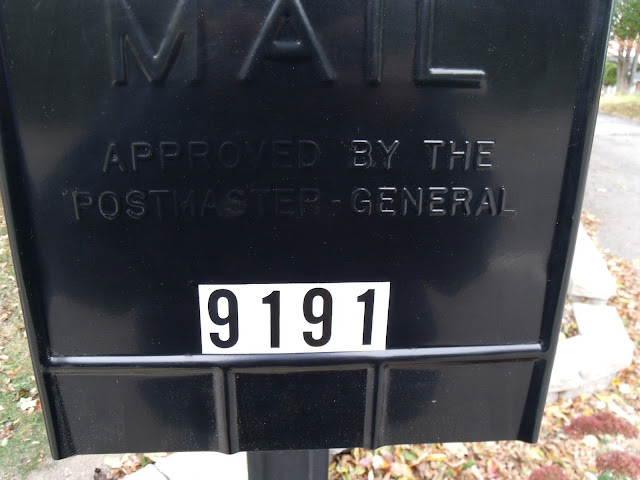 MAIL
APPROVED BY THE
POSTMASTER-GENERAL
9191